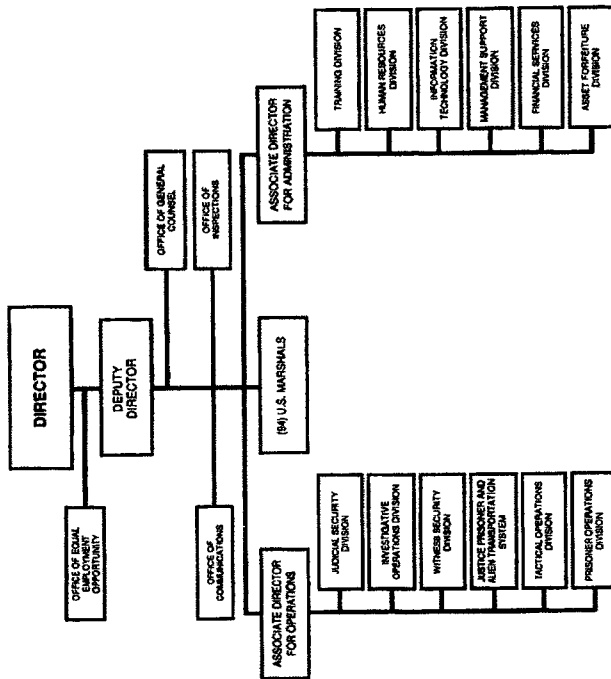 DIRECTOR
OFFICE OF EQUAL
EMPLOYMENT
OPPORTUNITY
DEPUTY
DIRECTOR
OFFICE OF GENERAL
COUNSEL
OFFICE OF
COMMUNICATIONS
OFFICE OF
INSPECTIONS
ASSOCIATE DIRECTOR
FOR OPERATIONS
(94) U.S. MARSHALS
ASSOCIATE DIRECTOR
FOR ADMINISTRATION
JUDICIAL SECURITY
DIVISION
INVESTIGATIVE
OPERATIONS DIVISION
WITNESS SECURITY
DIVISION
JUSTICE PRISONER AND
ALIEN TRANSPORTATION
SYSTEM
TACTICAL OPERATIONS
DIVISION
PRISONER OPERATIONS DIVISION
TRAINING DIVISION
HUMAN RESOURCES
DIVISION
INFORMATION
TECHNOLOGY DIVISION
MANAGEMENT SUPPORT
DIVISION
FINANCIAL SERVICES
DIVISION
ASSET FORFEITURE
DIVISION